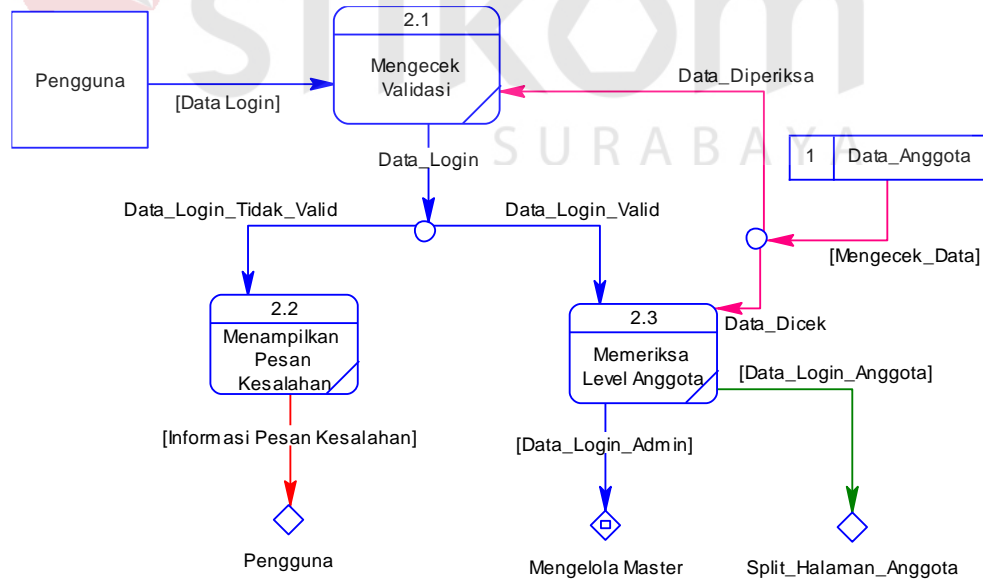 stikom
SURABAYA
Pengguna
[Data Login]
2.1
Mengecek
Validasi
Data_Diperiksa
1
Data_Anggota
Data_Login
[Mengecek_Data]
Data_Login_Tidak_Valid
Data_Login_Valid
Data_Dicek
2.2
Menampilkan
Pesan
Kesalahan
2.3
Memeriksa
Level Anggota
[Data_Login_Anggota]
[Informasi Pesan Kesalahan]
[Data_Login_Admin]
Pengguna
Mengelola Master
Split_Halaman_Anggota